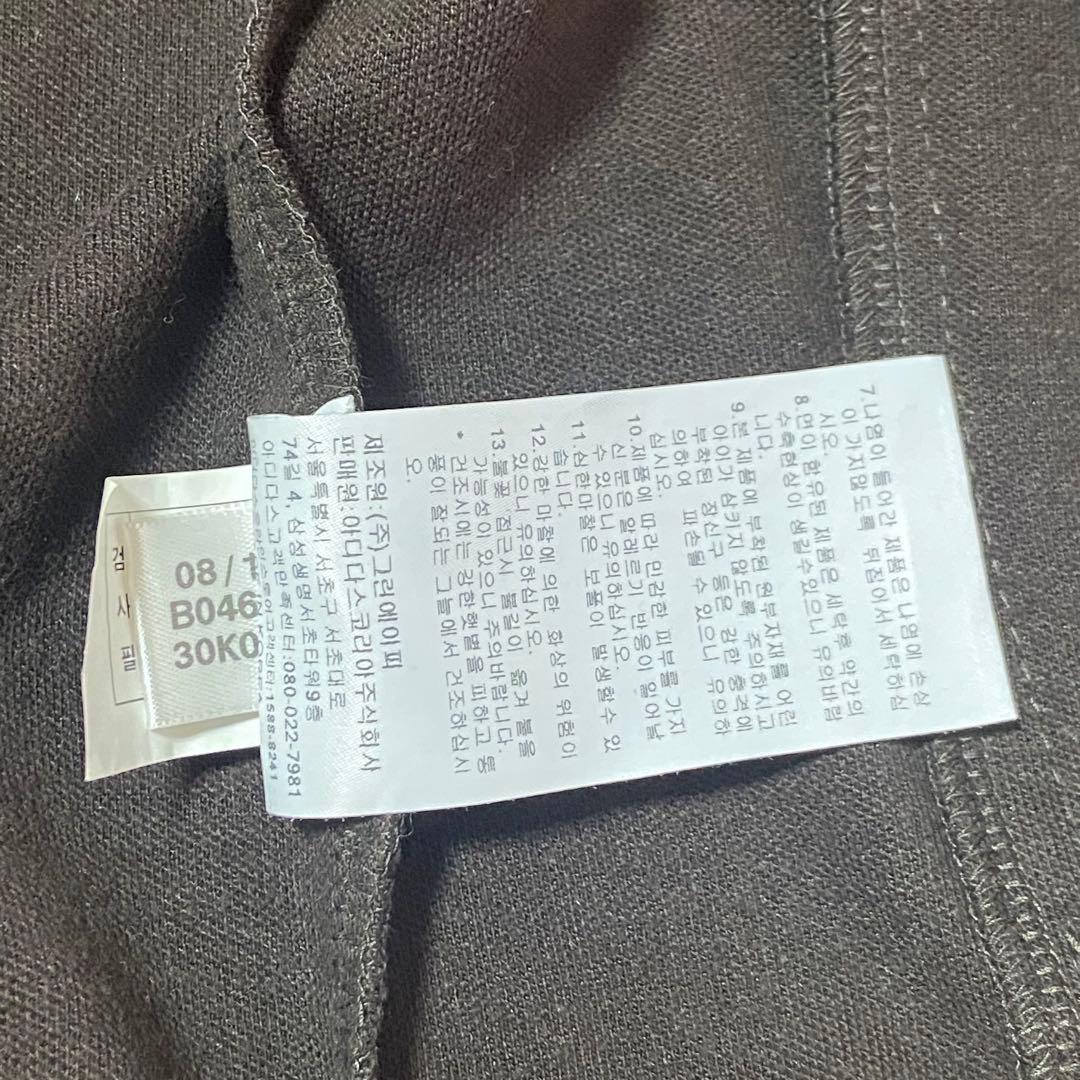 7.나염이 들어간 제품은 나염에 손상
이 가지않도록 뒤집어서 세탁하십
시오.
8.면이 함유된 제품은 세탁후 약간의
수축현상이 생길수있으니 유의바랍
니다.
9.본 제품에 부착된 원부자재를 어린
아이가 삼키지 않도록 주의하시고
부착된 장신구 등은 강한 충격에
의하여 파손될 수있으니 유의하
십시오.
10.제품에 따라 민감한 피부를 가지
신 분은 알레르기 반응이 일어날
수 있으니 유의하십시오.
11.심한마찰은 보풀이 발생할수 있
습니다.
12.강한 마찰에 의한 화상의 위험이
있으니 유의하십시오.
13.불꽃 접근시 불길이 옮겨 붙을
가능성이 있으니 주의바랍니다.
* 건조시에는 강한햇볕을 피하고 통
풍이 잘되는 그늘에서 건조하십시
오.
제조원:(주)그린에이피
판매원:아디다스코리아주식회사
서울특별시 서초구 서초대로
74길 4, 삼성생명서초타워9층
아디다스고객만족센터:080-022-7981
1588-8241
검
사
필
08/1
B046
30K0